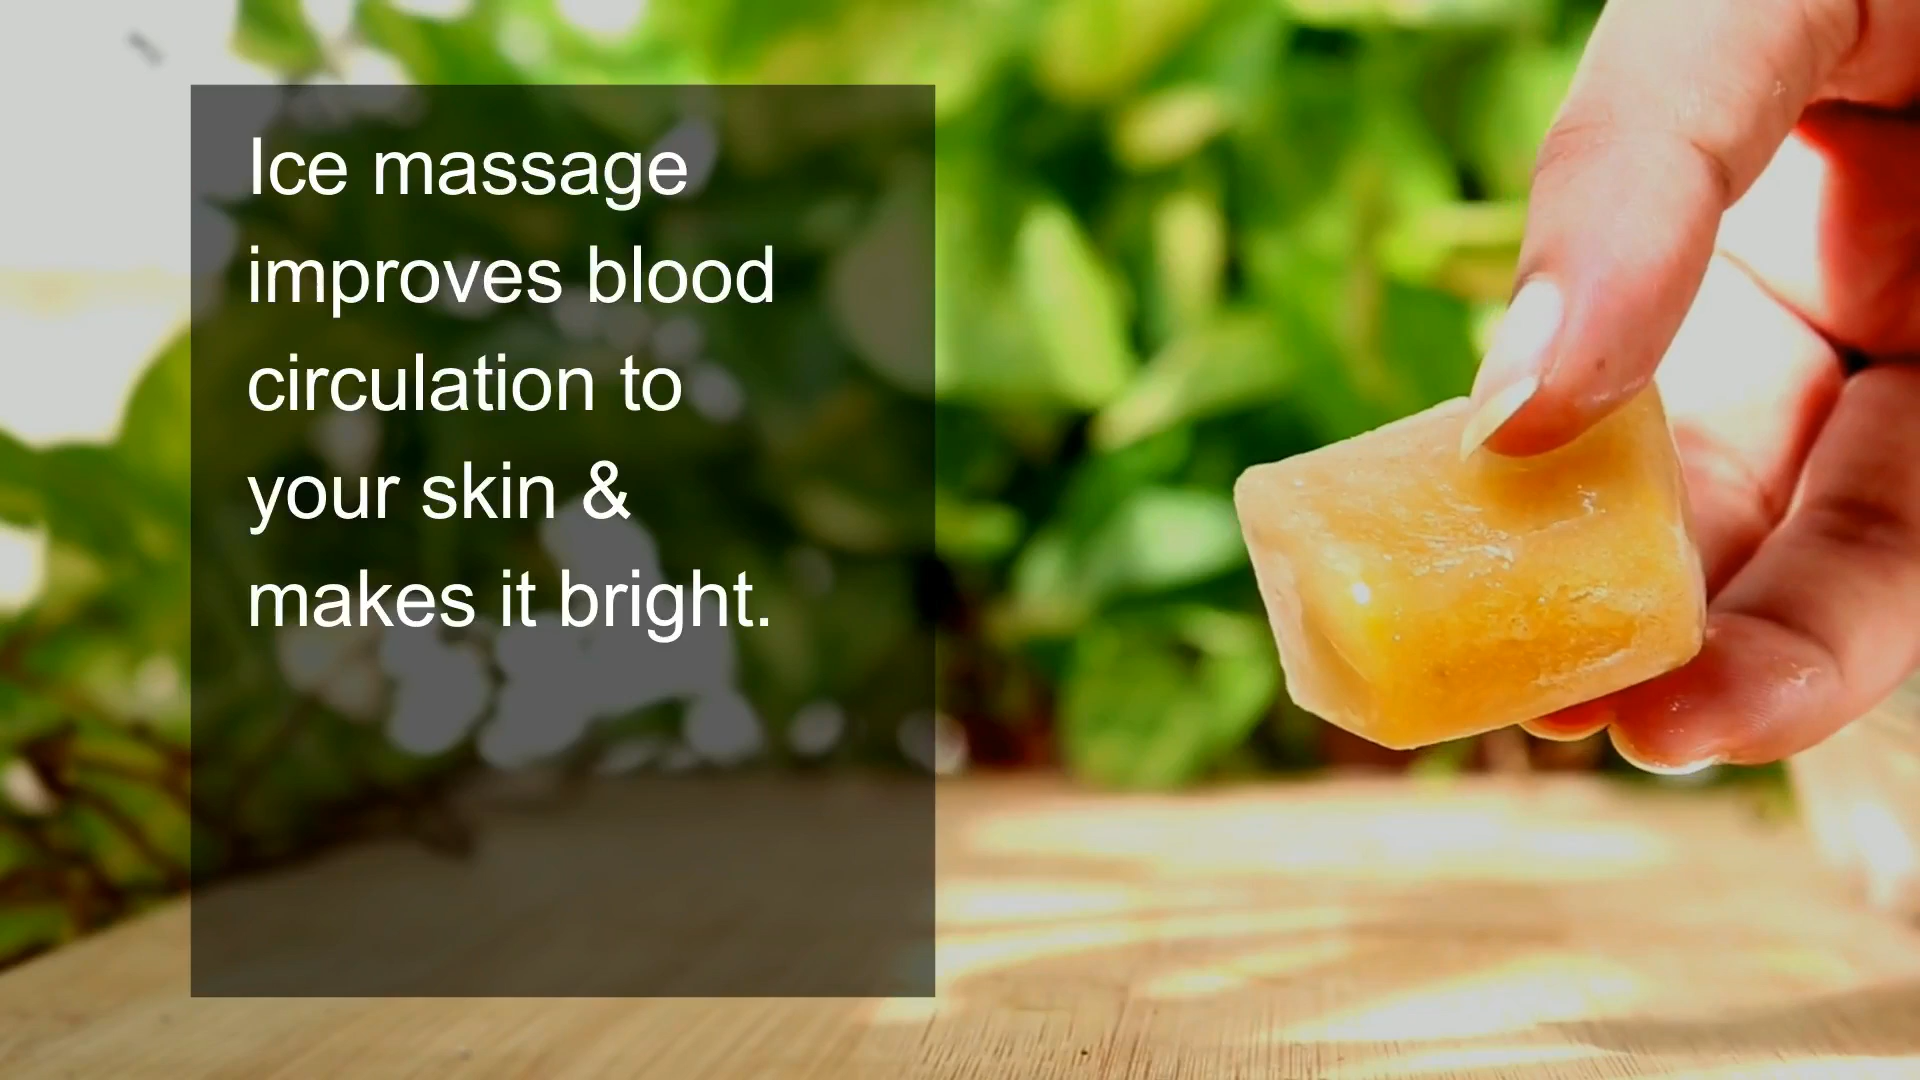 Ice massage
improves blood
circulation to
your skin &
makes it bright.